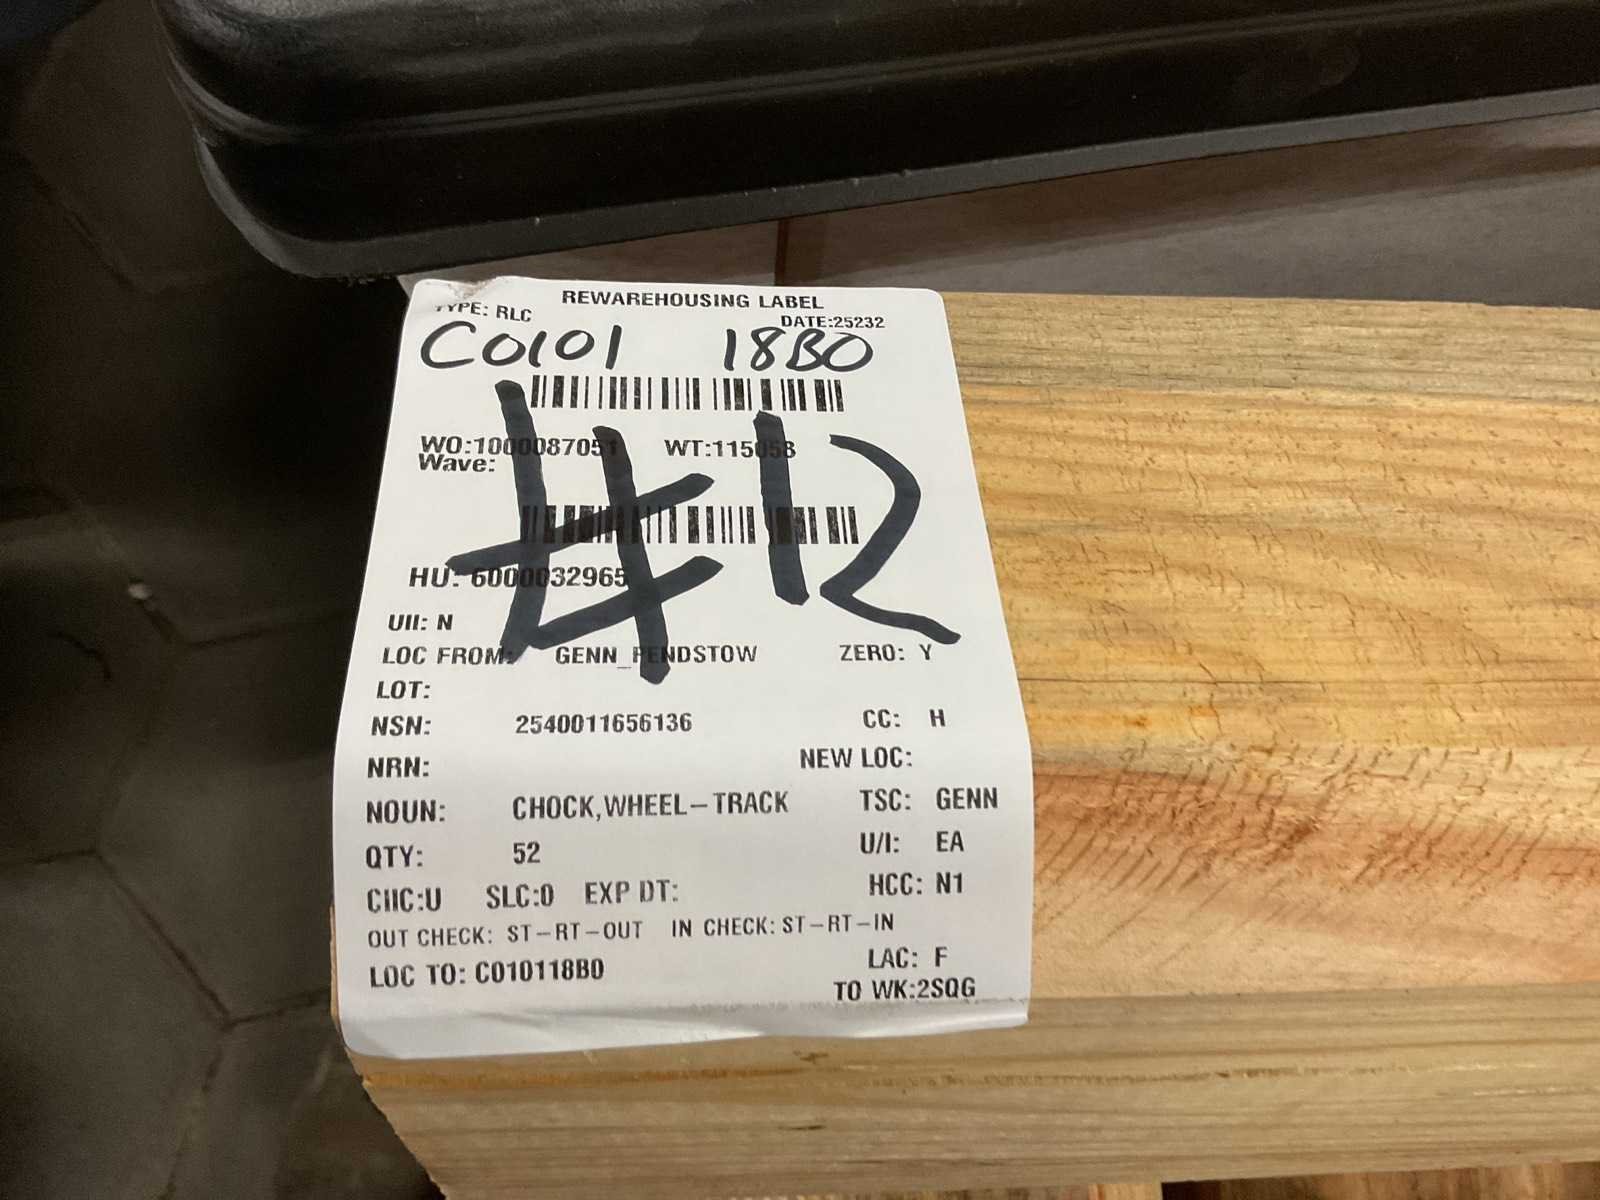 REWAREHOUSING LABEL
TYPE: RLC DATE:25232
C0101 18B0
WO:1000087051 WT:115058
Wave:
#12
HU: 6000032965
UII: N
LOC FROM: GENN_PENDSTOW ZERO: Y
LOT:
NSN: 2540011656136 CC: H
NRN: NEW LOC:
NOUN: CHOCK,WHEEL-TRACK TSC: GENN
QTY: 52 U/I: EA
CIIC:U SLC:0 EXP DT: HCC: N1
OUT CHECK: ST-RT-OUT IN CHECK: ST-RT-IN
LOC TO: C010118B0 LAC: F
TO WK:2SQG